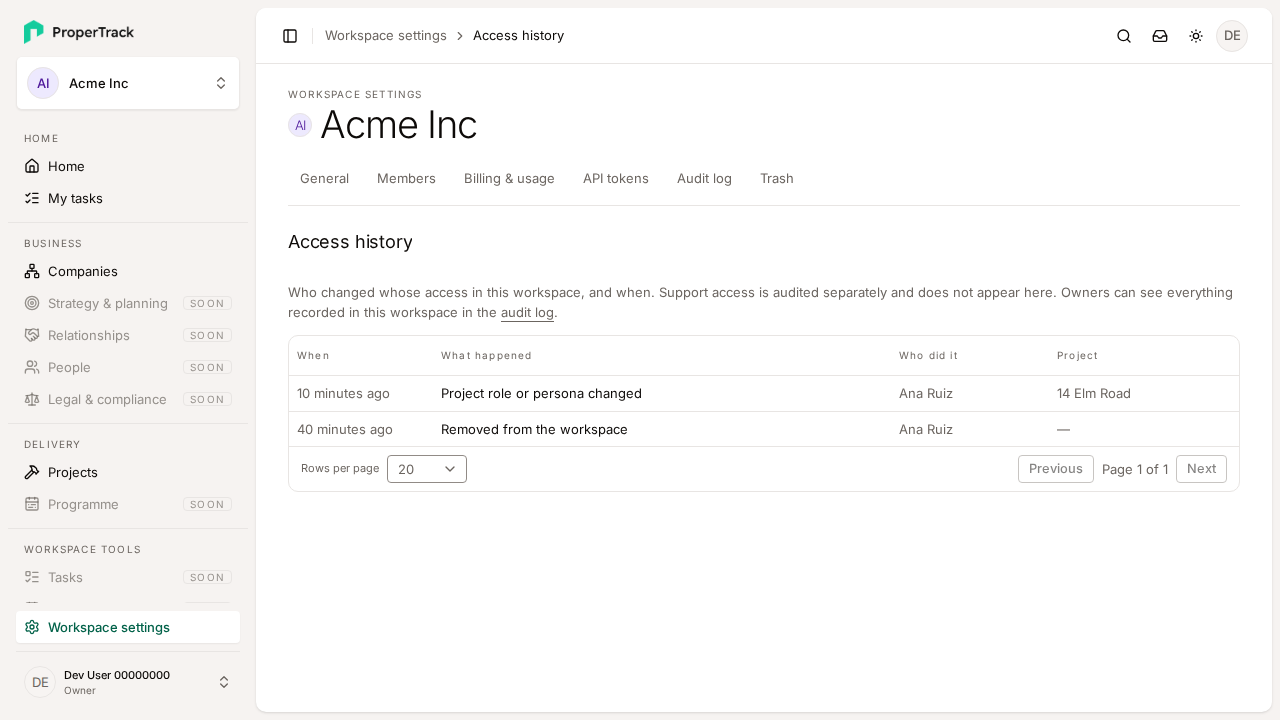 ProperTrack
AI Acme Inc
HOME
Home
My tasks
BUSINESS
Companies
Strategy & planning SOON
Relationships SOON
People SOON
Legal & compliance SOON
DELIVERY
Projects
Programme SOON
WORKSPACE TOOLS
Tasks SOON
Workspace settings
DE Dev User 00000000
Owner
Workspace settings > Access history
DE
WORKSPACE SETTINGS
AI Acme Inc
General Members Billing & usage API tokens Audit log Trash
Access history
Who changed whose access in this workspace, and when. Support access is audited separately and does not appear here. Owners can see everything
recorded in this workspace in the audit log.
When What happened Who did it Project
10 minutes ago Project role or persona changed Ana Ruiz 14 Elm Road
40 minutes ago Removed from the workspace Ana Ruiz —
Rows per page 20 Previous Page 1 of 1 Next